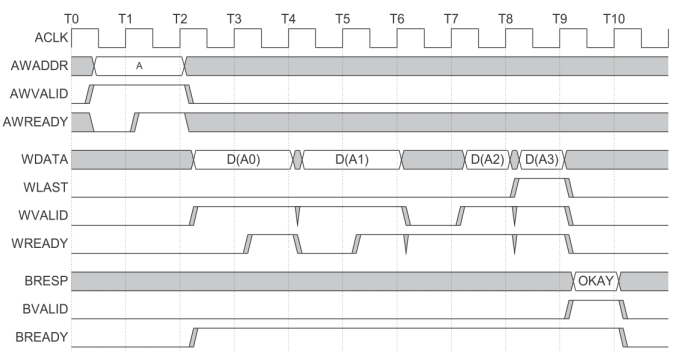 T0 T1 T2 T3 T4 T5 T6 T7 T8 T9 T10
ACLK
AWADDR A
AWVALID
AWREADY
WDATA D(A0) D(A1) D(A2) D(A3)
WLAST
WVALID
WREADY
BRESP OKAY
BVALID
BREADY